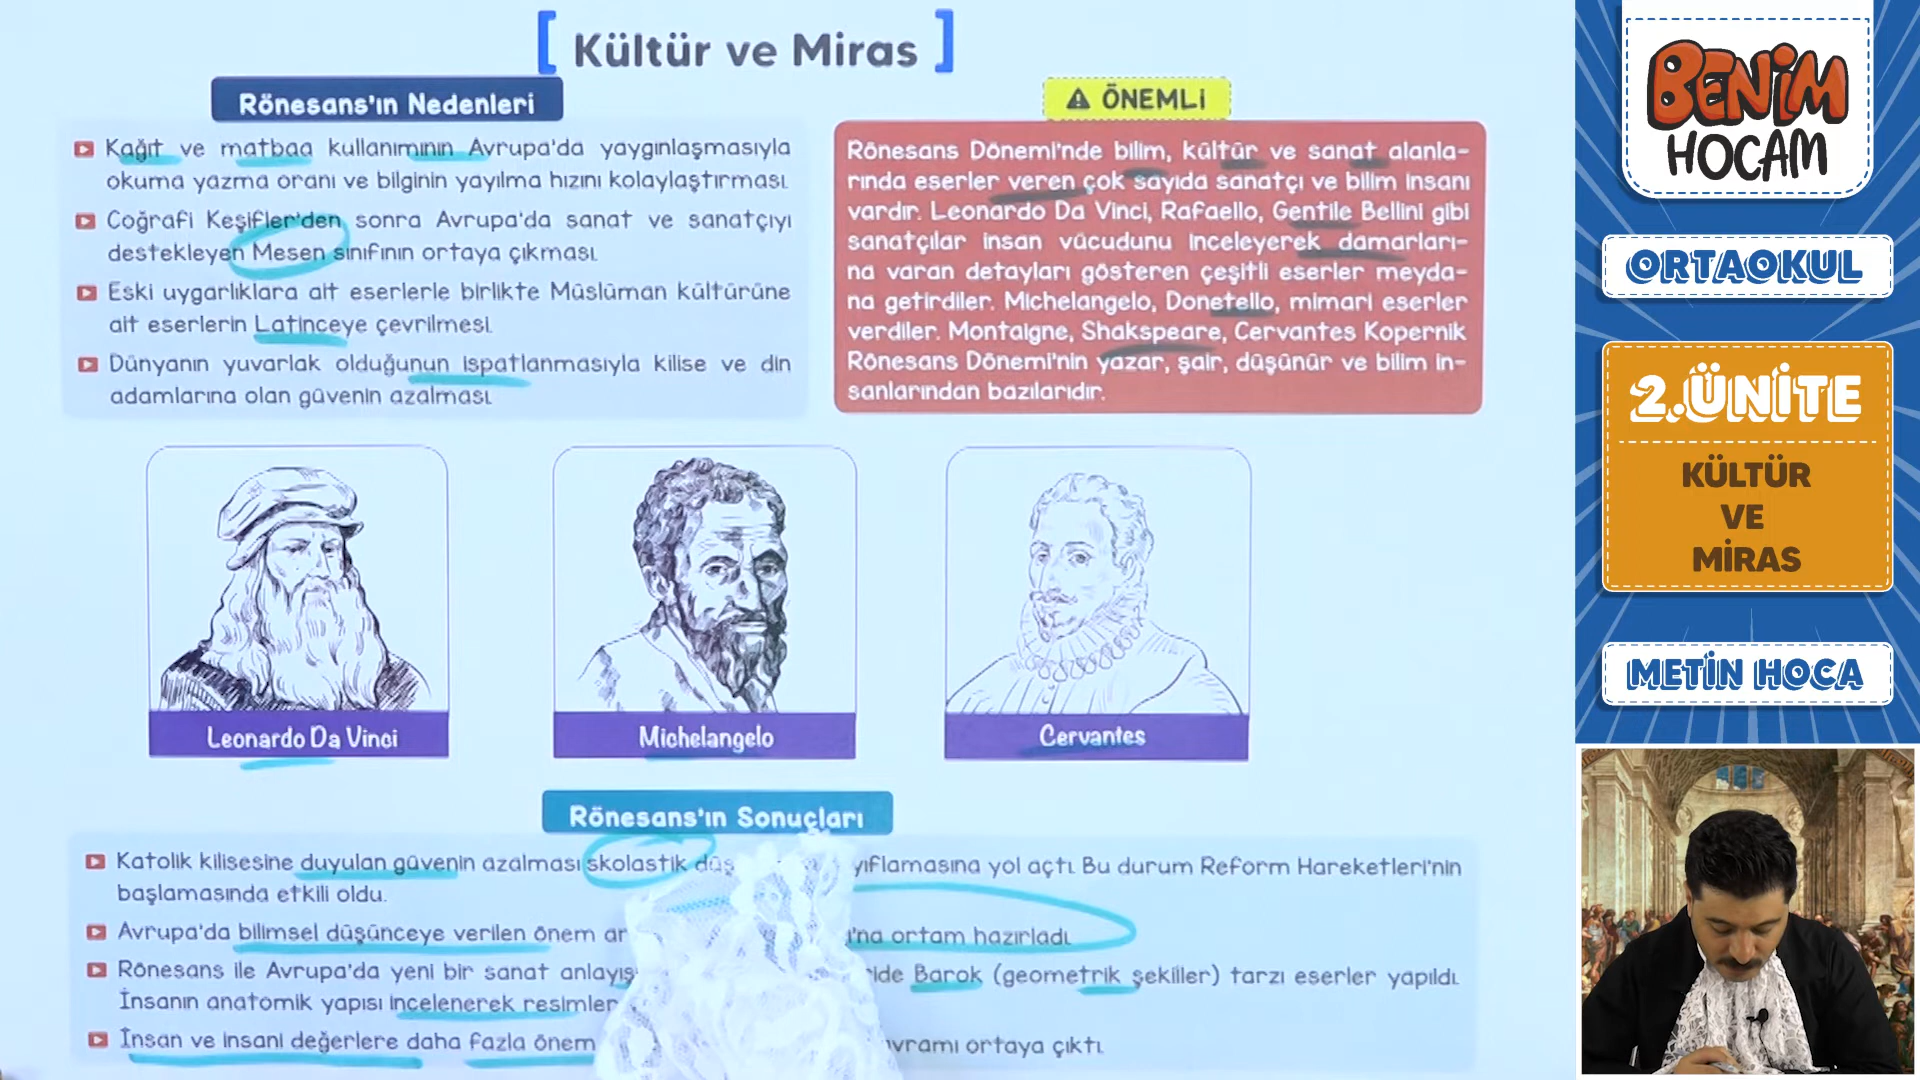 [ Kültür ve Miras ]
Rönesans'ın Nedenleri
Kağıt ve matbaa kullanımının Avrupa'da yaygınlaşmasıyla
okuma yazma oranı ve bilginin yayılma hızını kolaylaştırması.
Coğrafi Keşifler'den sonra Avrupa'da sanat ve sanatçıyı
destekleyen Mesen sınıfının ortaya çıkması.
Eski uygarlıklara ait eserlerle birlikte Müslüman kültürüne
ait eserlerin Latinceye çevrilmesi.
Dünyanın yuvarlak olduğunun ispatlanmasıyla kilise ve din
adamlarına olan güvenin azalması.
ÖNEMLİ
Rönesans Dönemi'nde bilim, kültür ve sanat alanla-
rında eserler veren çok sayıda sanatçı ve bilim insanı
vardır. Leonardo Da Vinci, Rafaello, Gentile Bellini gibi
sanatçılar insan vücudunu inceleyerek damarları-
na varan detayları gösteren çeşitli eserler meyda-
na getirdiler. Michelangelo, Donetello, mimari eserler
verdiler. Montaigne, Shakspeare, Cervantes Kopernik
Rönesans Dönemi'nin yazar, şair, düşünür ve bilim in-
sanlarından bazılarıdır.
Leonardo Da Vinci
Michelangelo
Cervantes
Rönesans'ın Sonuçları
Katolik kilisesine duyulan güvenin azalması skolastik yıflamasına yol açtı. Bu durum Reform Hareketleri'nin
başlamasında etkili oldu.
Avrupa'da bilimsel düşünceye verilen önem ar ı'na ortam hazırladı.
Rönesans ile Avrupa'da yeni bir sanat anlayış ide Barok (geometrik şekiller) tarzı eserler yapıldı.
İnsanın anatomik yapısı incelenerek resimler
İnsan ve insani değerlere daha fazla önem vramı ortaya çıktı.
BENİM
HOCAM
ORTAOKUL
2.ÜNİTE
KÜLTÜR
VE
MİRAS
METİN HOCA